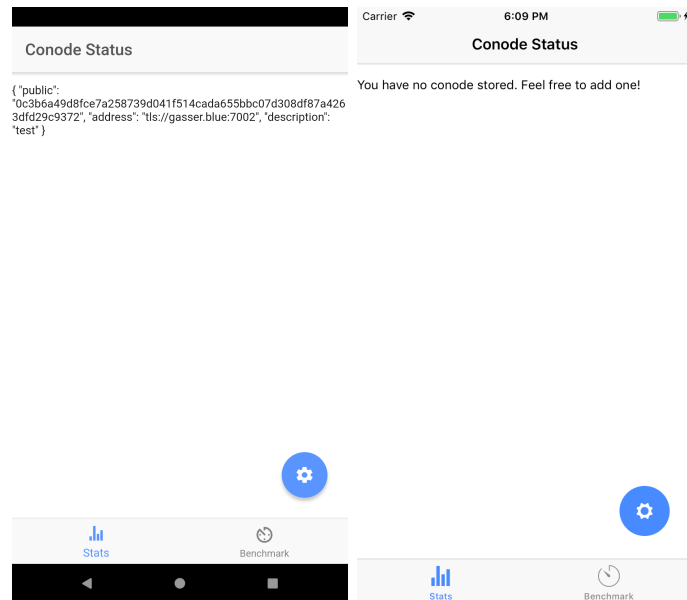 Conode Status
{ "public":
"0c3b6a49d8fce7a258739d041f514cada655bbc07d308df87a426
3dfd29c9372", "address": "tls://gasser.blue:7002", "description":
"test" }
Stats
Benchmark
Carrier
6:09 PM
Conode Status
You have no conode stored. Feel free to add one!
Stats
Benchmark